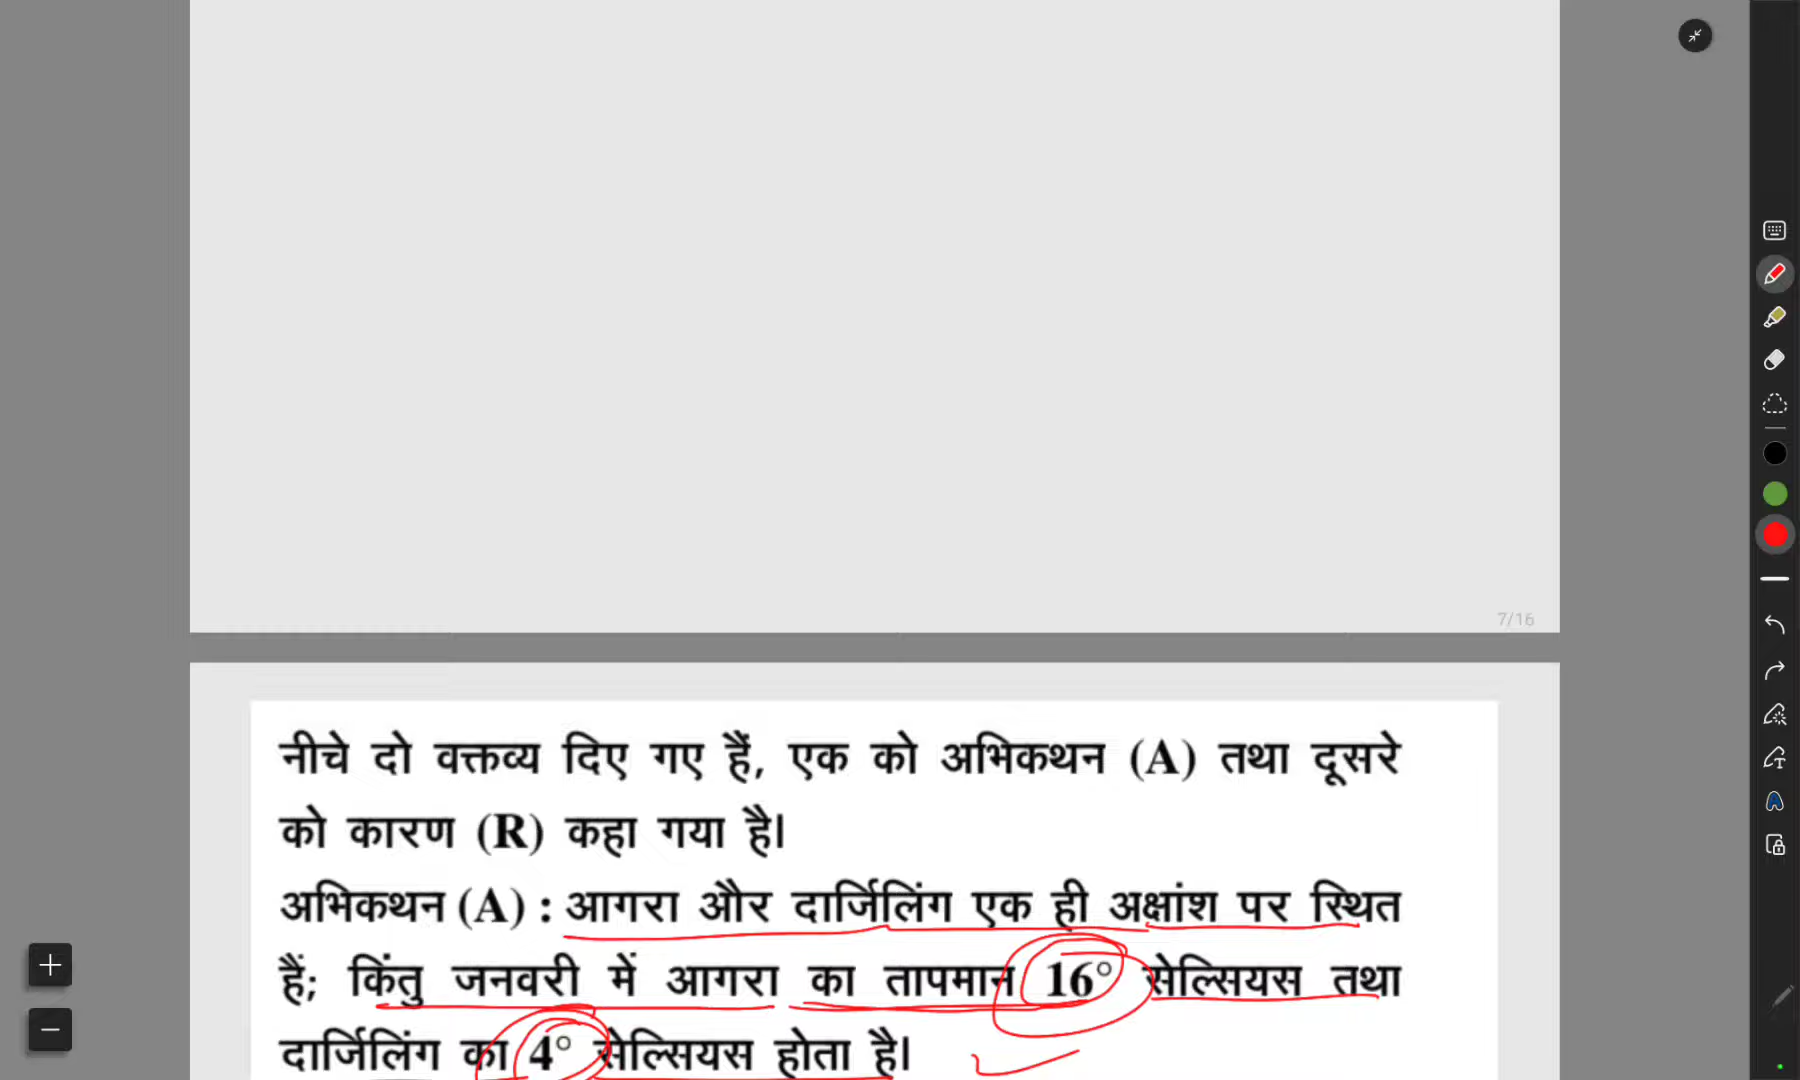 7/16
नीचे दो वक्तव्य दिए गए हैं, एक को अभिकथन (A) तथा दूसरे
को कारण (R) कहा गया है।
अभिकथन (A) : आगरा और दार्जिलिंग एक ही अक्षांश पर स्थित
हैं; किंतु जनवरी में आगरा का तापमान 16° सेल्सियस तथा
दार्जिलिंग का 4° सेल्सियस होता है।